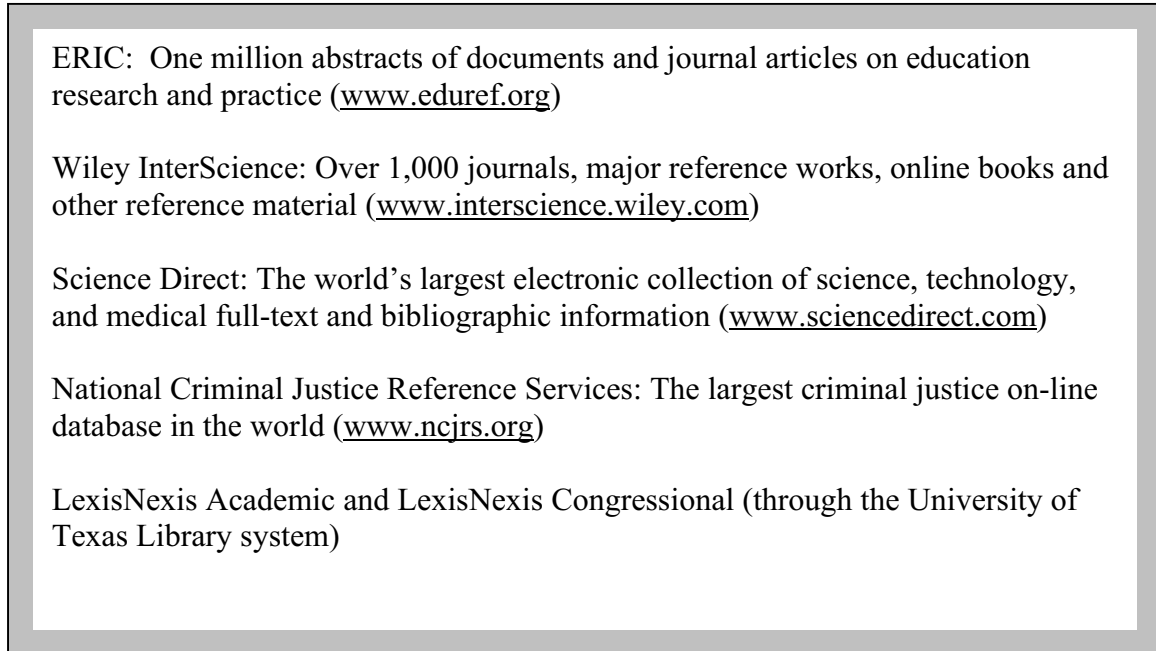 ERIC:  One million abstracts of documents and journal articles on education
research and practice (www.eduref.org)
Wiley InterScience: Over 1,000 journals, major reference works, online books and
other reference material (www.interscience.wiley.com)
Science Direct: The world’s largest electronic collection of science, technology,
and medical full-text and bibliographic information (www.sciencedirect.com)
National Criminal Justice Reference Services: The largest criminal justice on-line
database in the world (www.ncjrs.org)
LexisNexis Academic and LexisNexis Congressional (through the University of
Texas Library system)